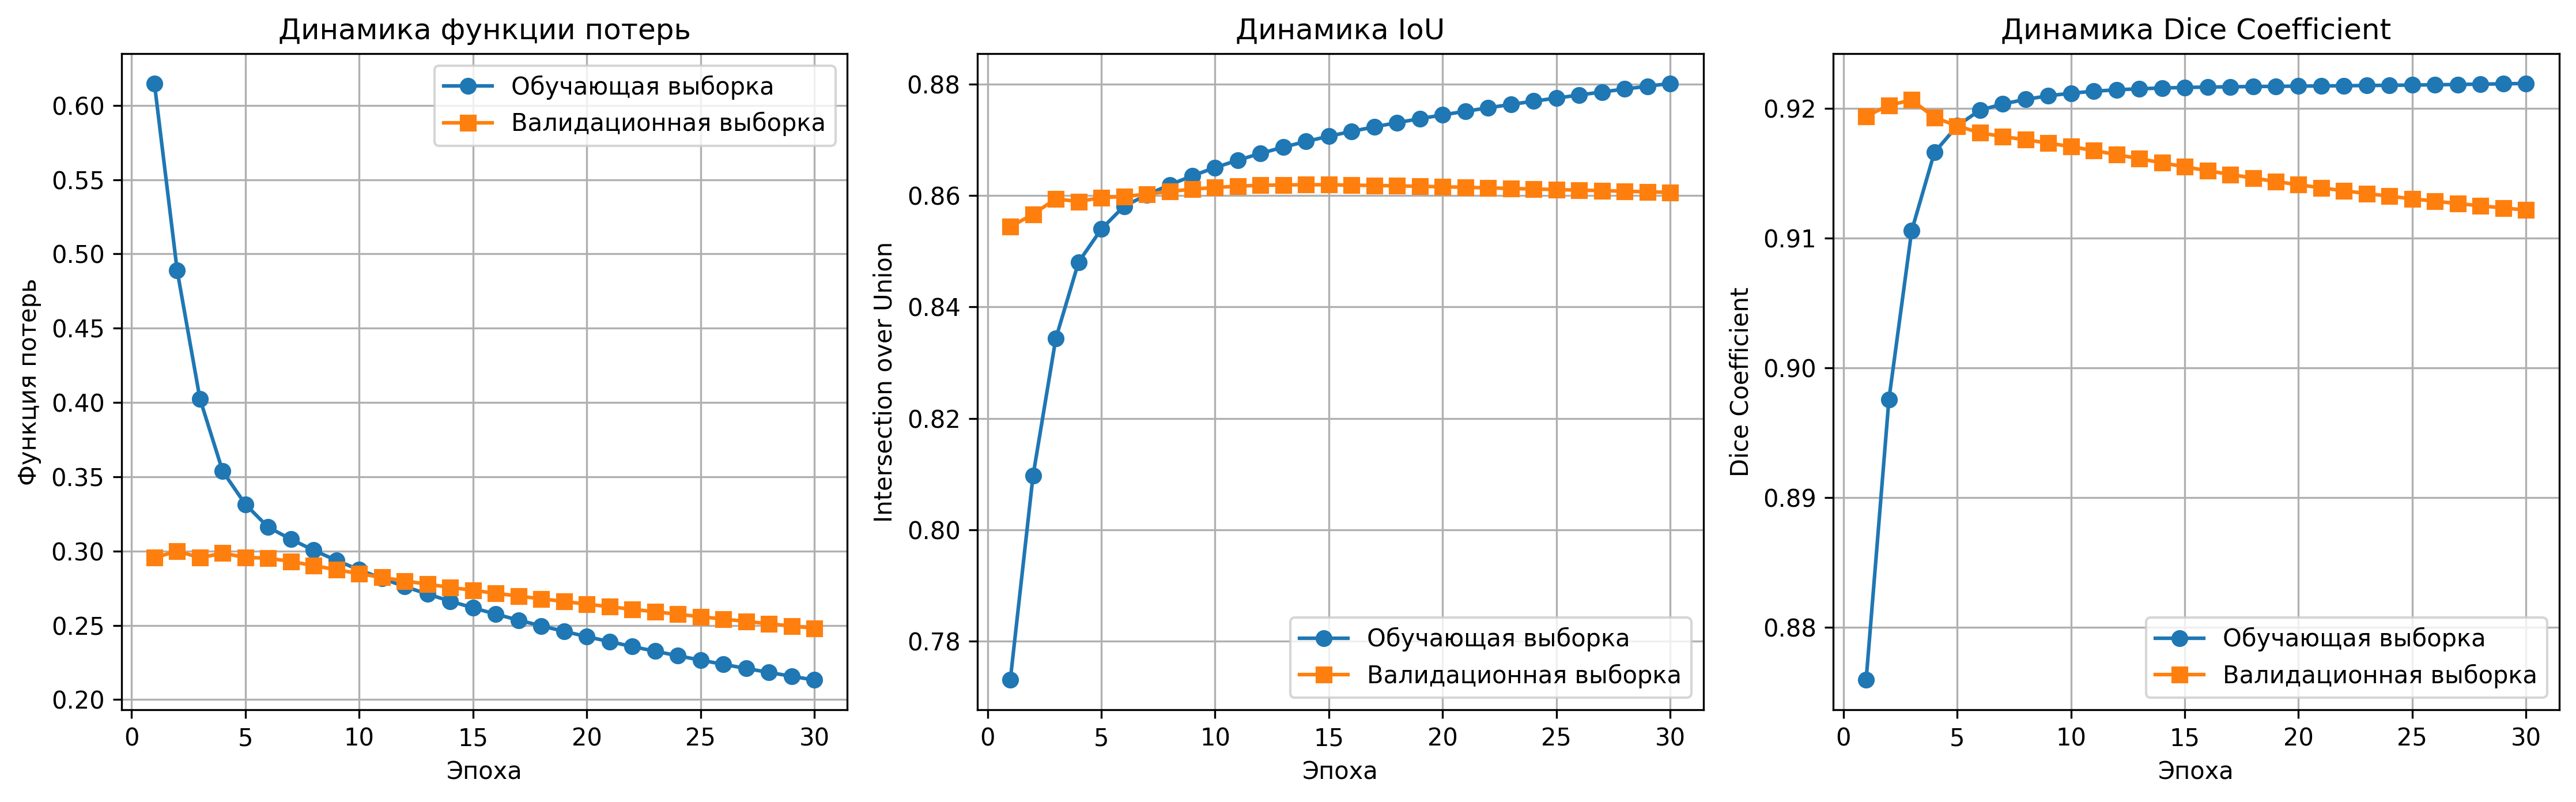 Динамика функции потерь
Функция потерь
0.60
0.55
0.50
0.45
0.40
0.35
0.30
0.25
0.20
Обучающая выборка
Валидационная выборка
0 5 10 15 20 25 30
Эпоха
Динамика IoU
Intersection over Union
0.88
0.86
0.84
0.82
0.80
0.78
Обучающая выборка
Валидационная выборка
0 5 10 15 20 25 30
Эпоха
Динамика Dice Coefficient
Dice Coefficient
0.92
0.91
0.90
0.89
0.88
Обучающая выборка
Валидационная выборка
0 5 10 15 20 25 30
Эпоха